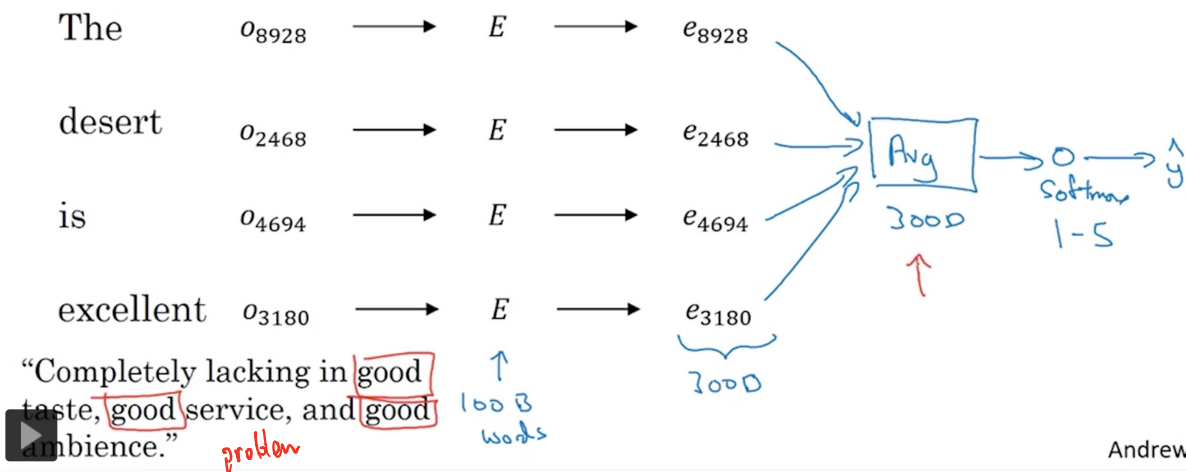 The o8928 → E → e8928
desert o2468 → E → e2468
Avg → O → ŷ
Softmax
is o4694 → E → e4694
300D
1-5
excellent o3180 → E → e3180
"Completely lacking in good
taste, good service, and good
ambience."
↑
100B
words
300D
problem
Andrew